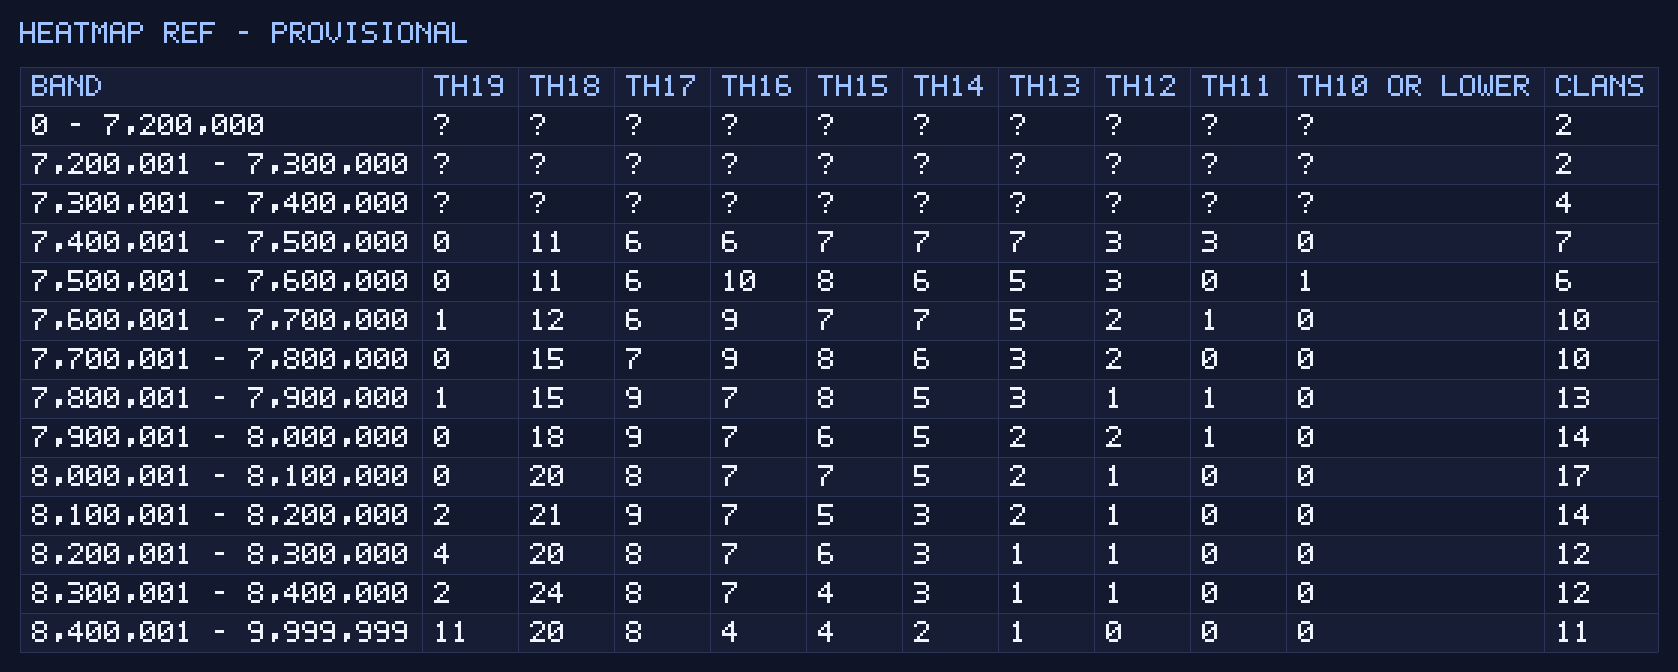 HEATMAP REF - PROVISIONAL
BAND TH19 TH18 TH17 TH16 TH15 TH14 TH13 TH12 TH11 TH10 OR LOWER CLANS
0 - 7,200,000 ? ? ? ? ? ? ? ? ? ? 2
7,200,001 - 7,300,000 ? ? ? ? ? ? ? ? ? ? 2
7,300,001 - 7,400,000 ? ? ? ? ? ? ? ? ? ? 4
7,400,001 - 7,500,000 0 11 6 6 7 7 7 3 3 0 7
7,500,001 - 7,600,000 0 11 6 10 8 6 5 3 0 1 6
7,600,001 - 7,700,000 1 12 6 9 7 7 5 2 1 0 10
7,700,001 - 7,800,000 0 15 7 9 8 6 3 2 0 0 10
7,800,001 - 7,900,000 1 15 9 7 8 5 3 1 1 0 13
7,900,001 - 8,000,000 0 18 9 7 6 5 2 2 1 0 14
8,000,001 - 8,100,000 0 20 8 7 7 5 2 1 0 0 17
8,100,001 - 8,200,000 2 21 9 7 5 3 2 1 0 0 14
8,200,001 - 8,300,000 4 20 8 7 6 3 1 1 0 0 12
8,300,001 - 8,400,000 2 24 8 7 4 3 1 1 0 0 12
8,400,001 - 9,999,999 11 20 8 4 4 2 1 0 0 0 11